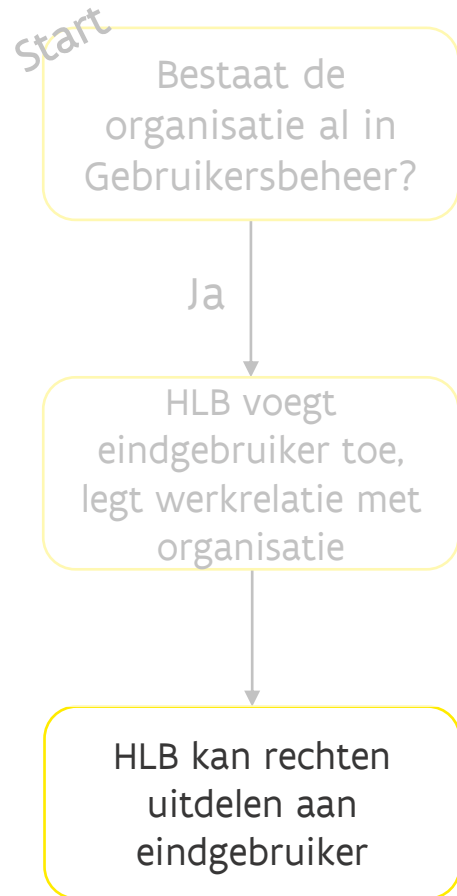 Start
Bestaat de
organisatie al in
Gebruikersbeheer?
Ja
HLB voegt
eindgebruiker toe,
legt werkrelatie met
organisatie
HLB kan rechten
uitdelen aan
eindgebruiker